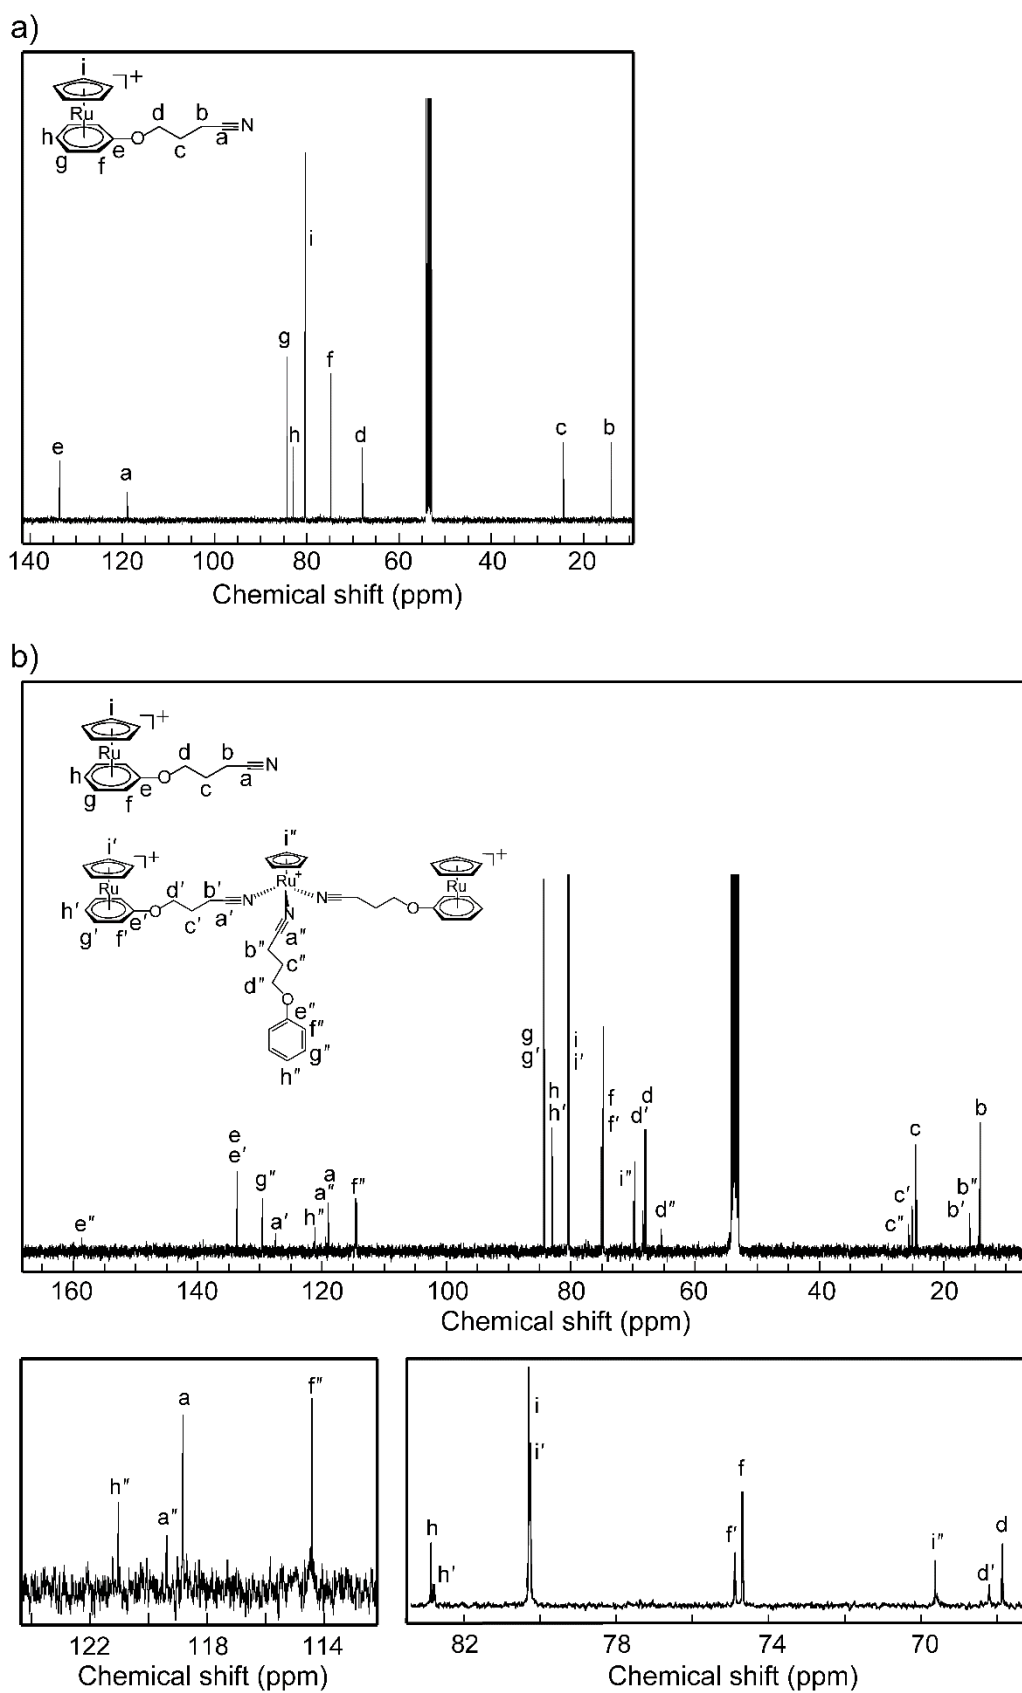 a)
i
+
Ru
h
g
f
e
O
d
c
b
a
N
e
a
g
h
i
f
d
c
b
140 120 100 80 60 40 20
Chemical shift (ppm)
b)
i
+
Ru
h
g
f
e
O
d
c
b
a
N
i′
+
Ru
h′
g′
f′
e′
O
d′
c′
b′
a′
N
i″
Ru+
N
N
a″
b″
c″
d″
O
e″
f″
g″
h″
O
Ru
+
e″
e
e′
g″
a′
h″
a
a″
f″
g
g′
h
h′
i
i′
f
f′
i″
d
d′
d″
c″
c′
c
b′
b″
b
160 140 120 100 80 60 40 20
Chemical shift (ppm)
h″
a″
a
f″
122 118 114
Chemical shift (ppm)
h
h′
i
i′
f′
f
i″
d′
d
82 78 74 70
Chemical shift (ppm)